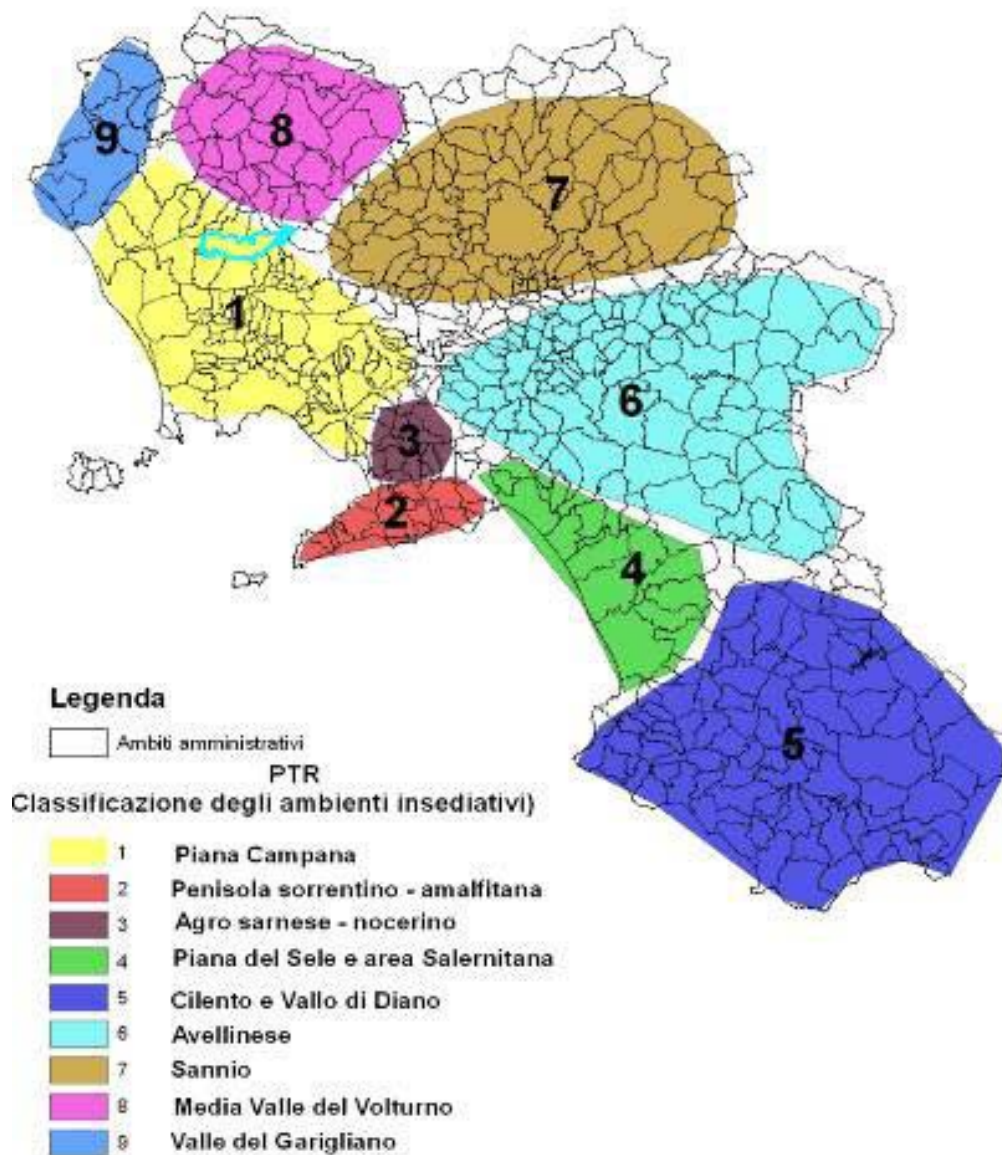 9
8
7
1
6
3
2
4
5
Legenda
Ambiti amministrativi
PTR
Classificazione degli ambienti insediativi)
1 Piana Campana
2 Penisola sorrentino - amalfitana
3 Agro sarnese - nocerino
4 Piana del Sele e area Salernitana
5 Cilento e Vallo di Diano
6 Avellinese
7 Sannio
8 Media Valle del Volturno
9 Valle del Garigliano